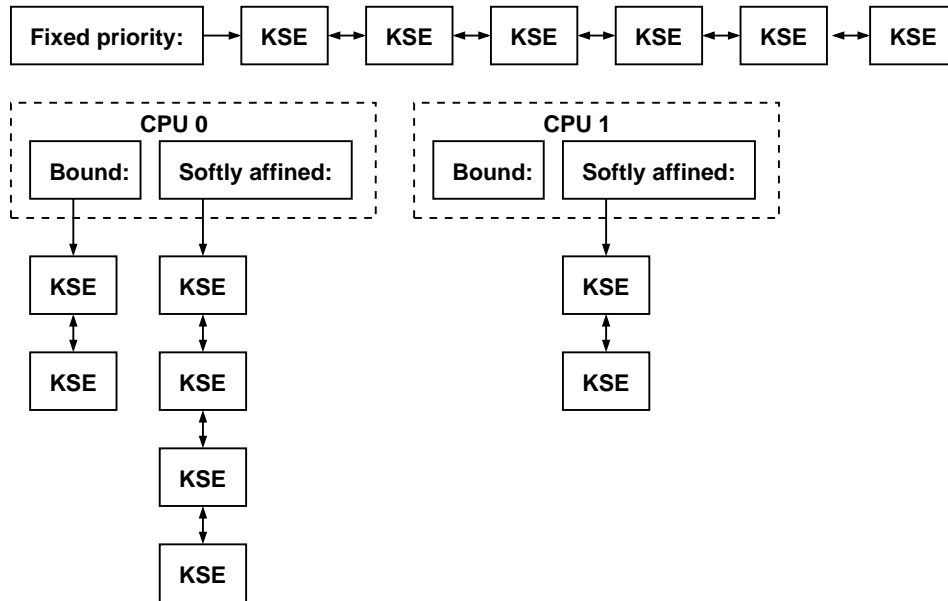 Fixed priority: KSE KSE KSE KSE KSE KSE
CPU 0 CPU 1
Bound: Softly affined: Bound: Softly affined:
KSE KSE KSE
KSE KSE KSE
KSE
KSE